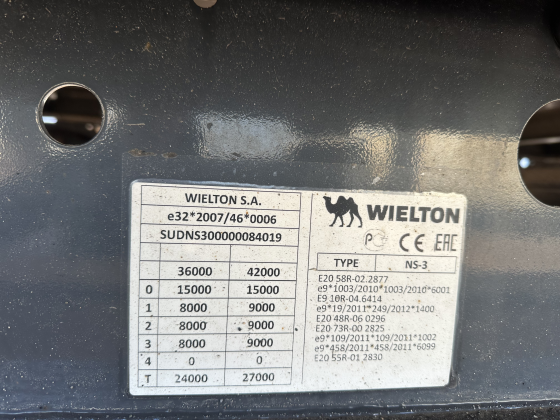 WIELTON S.A.
e32*2007/46*0006
SUDNS300000084019
36000 42000
0 15000 15000
1 8000 9000
2 8000 9000
3 8000 9000
4 0 0
T 24000 27000
WIELTON
CE EAC
TYPE NS-3
E20 58R-02.2877
e9*1003/2010*1003/2010*6001
E9 10R-04.6414
e9*19/2011*249/2012*1400
E20 48R-06 0296
E20 73R-00 2825
e9*109/2011*109/2011*1002
e9*458/2011*458/2011*6099
E20 55R-01 2830